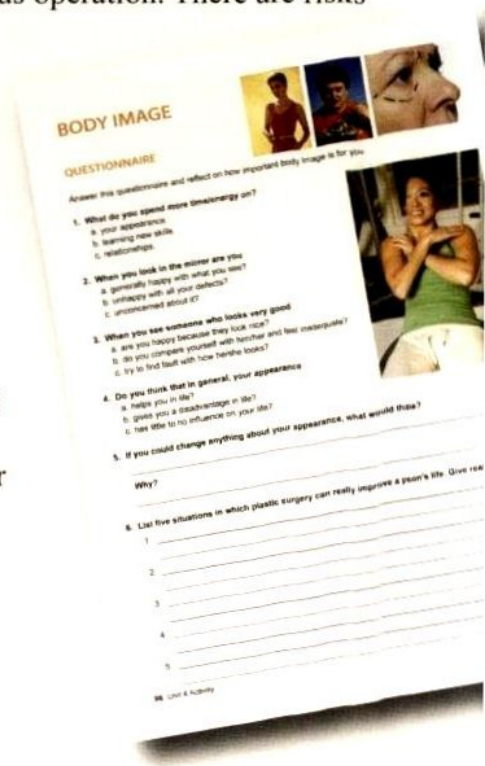 as operation. There are risks
BODY IMAGE
QUESTIONNAIRE
Answer this questionnaire and reflect on how important body image is for you
1. What do you spend more time/energy on?
a. your appearance
b. learning new skills
c. relationships
2. When you look in the mirror are you
a. generally happy with what you see?
b. unhappy with all your defects?
c. unconcerned about it?
3. When you see someone who looks very good
a. are you happy because they look nice?
b. do you compare yourself with him/her and feel inadequate?
c. try to find fault with how he/she looks?
4. Do you think that in general, your appearance
a. helps you in life?
b. gives you a disadvantage in life?
c. has little to no influence on your life?
5. If you could change anything about your appearance, what would that
Why?
6. List five situations in which plastic surgery can really improve a pson's life. Give rea
1
2
3
4
5
Unit 4 Activity
r